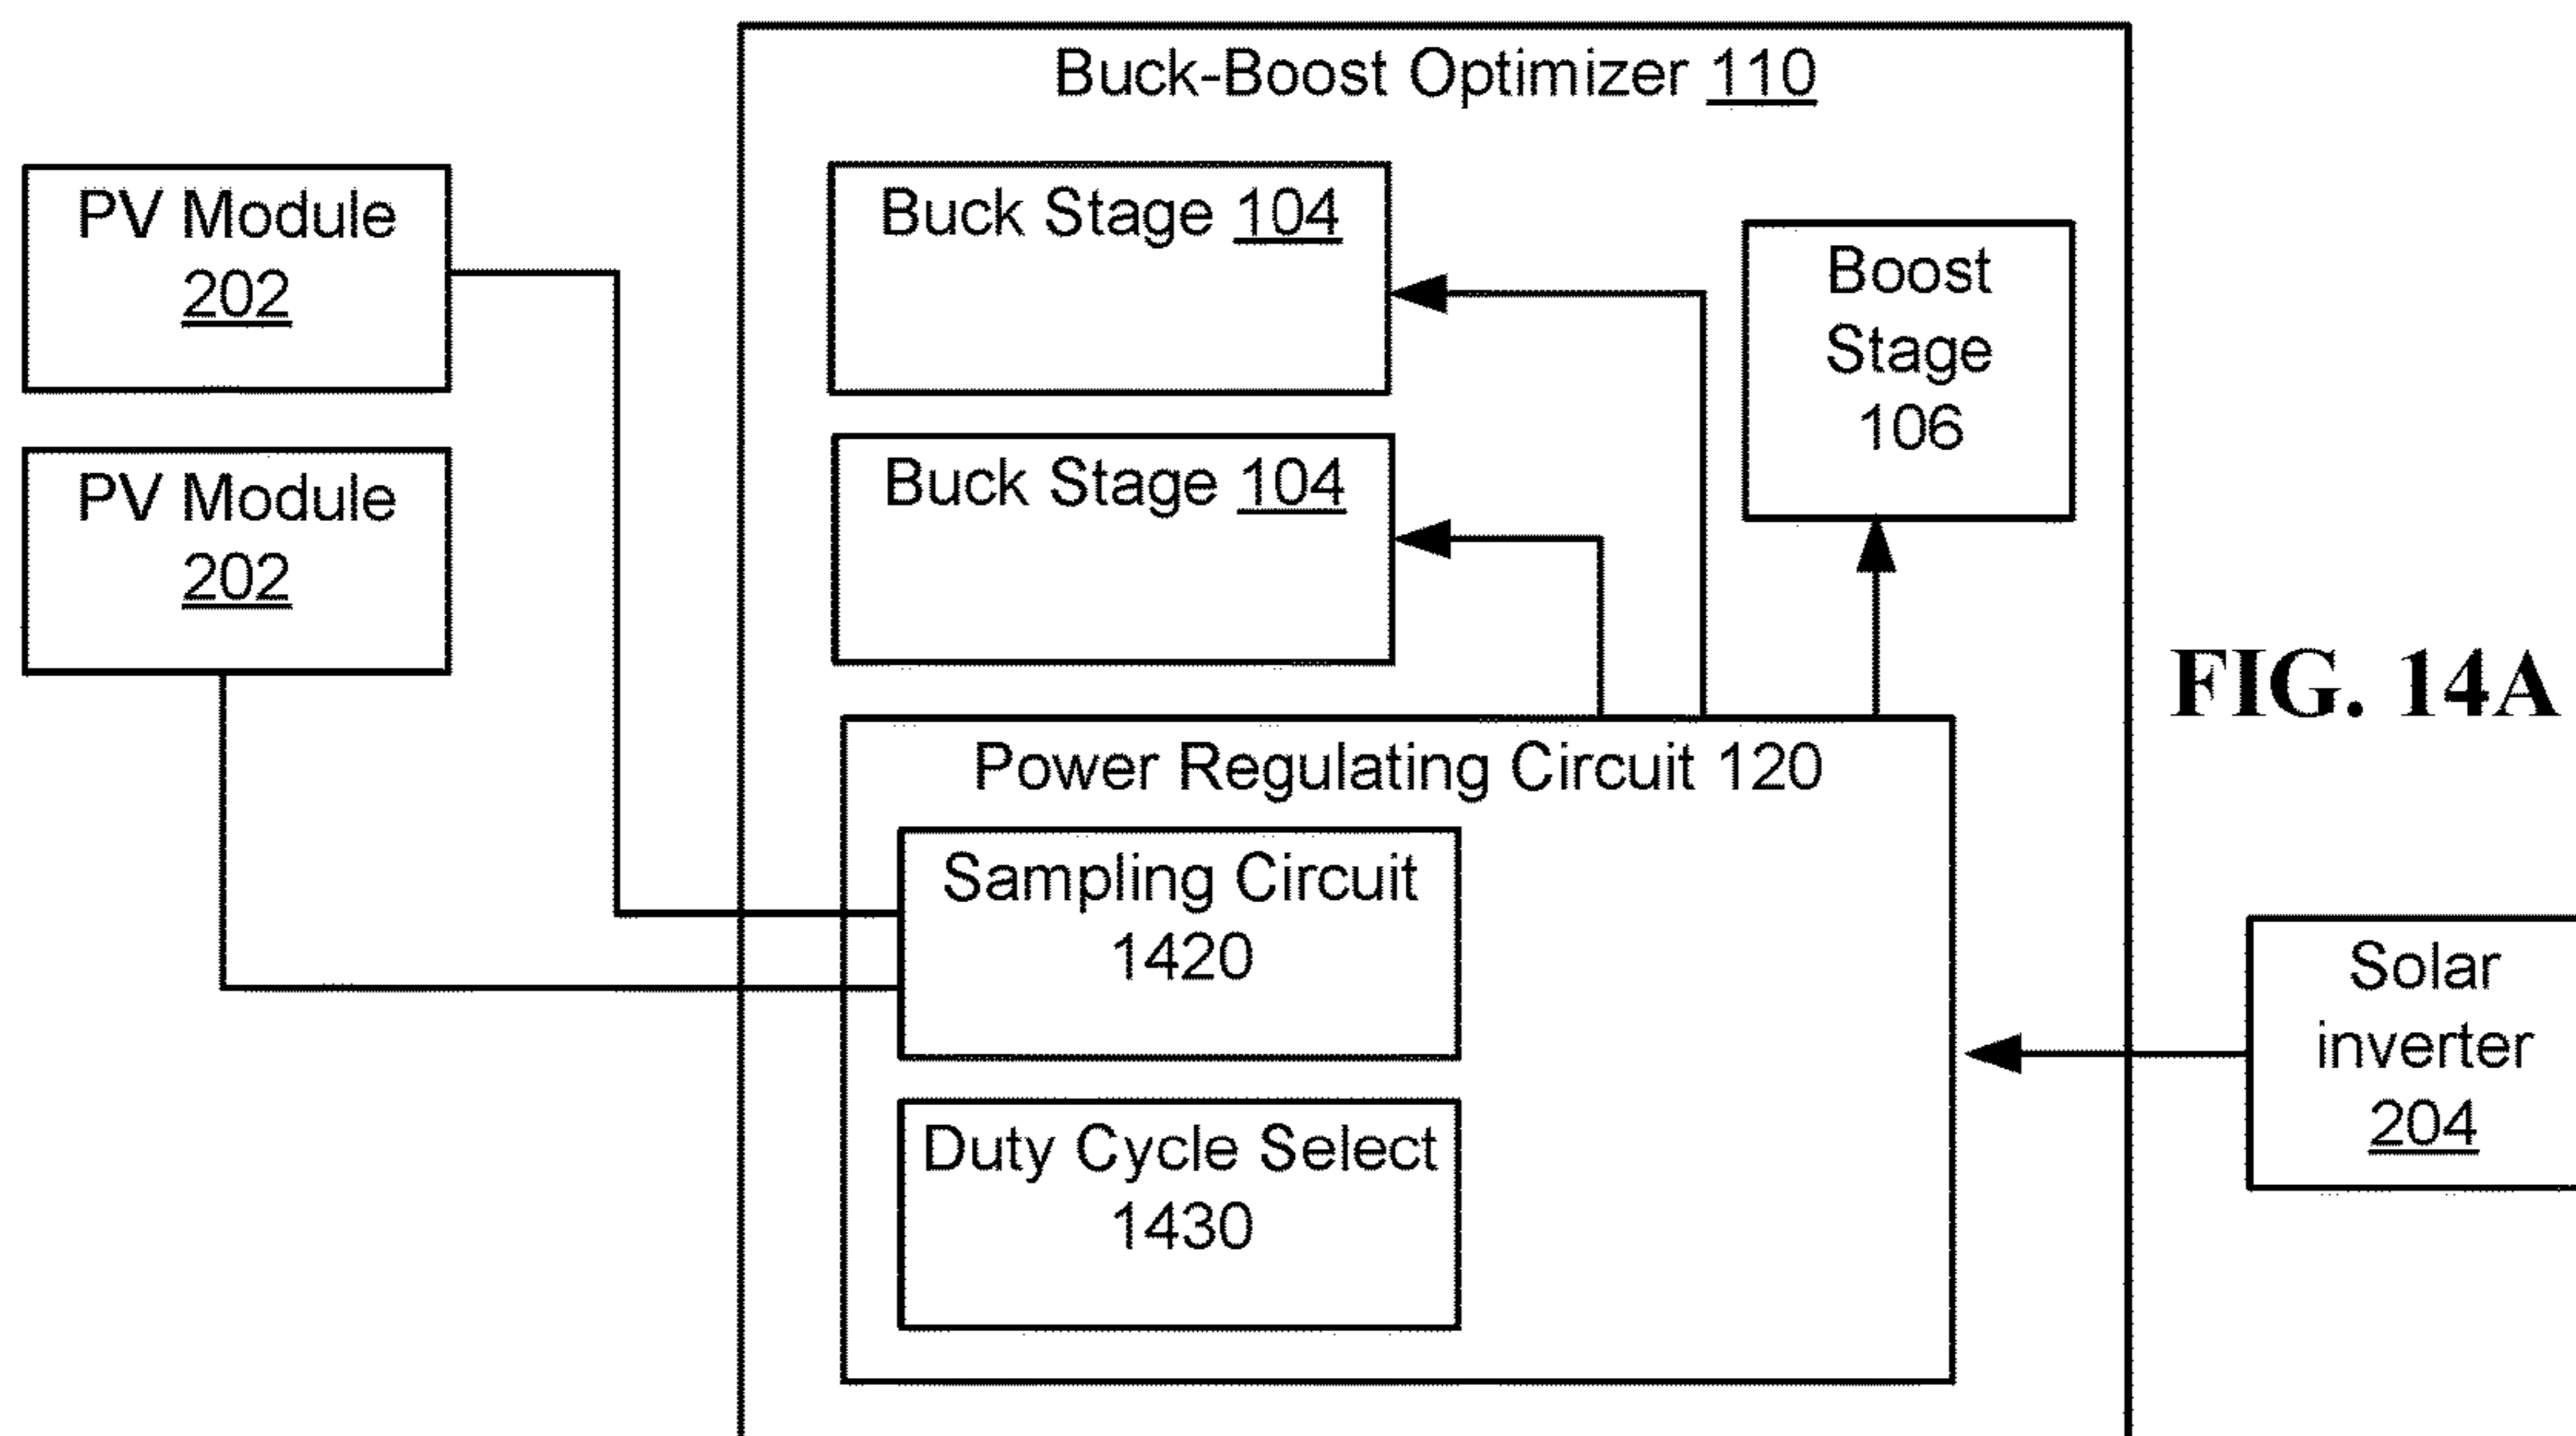 Buck-Boost Optimizer 110
PV Module
202
PV Module
202
Buck Stage 104
Buck Stage 104
Boost
Stage
106
Power Regulating Circuit 120
Sampling Circuit
1420
Duty Cycle Select
1430
Solar
inverter
204
FIG. 14A